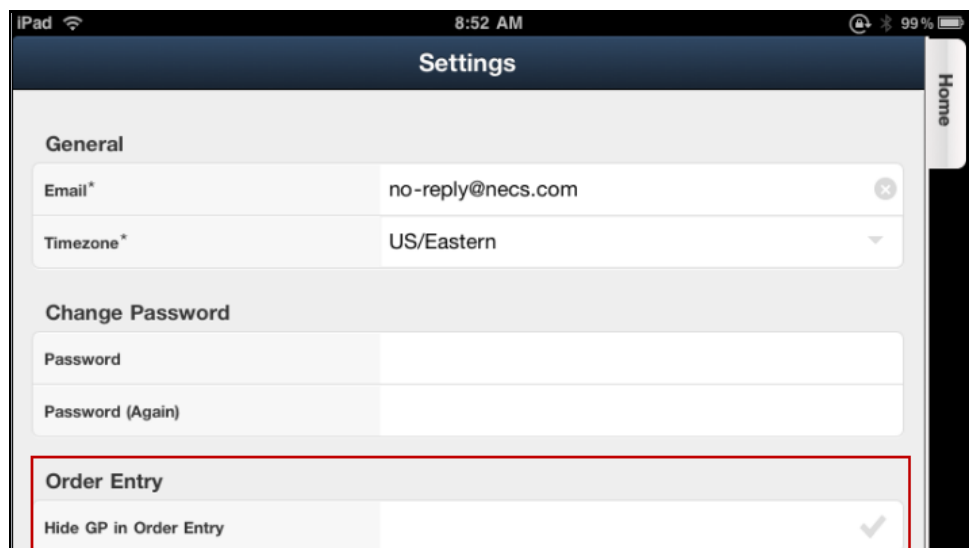 iPad 8:52 AM 99%
Settings
Home
General
Email* no-reply@necs.com
Timezone* US/Eastern
Change Password
Password
Password (Again)
Order Entry
Hide GP in Order Entry